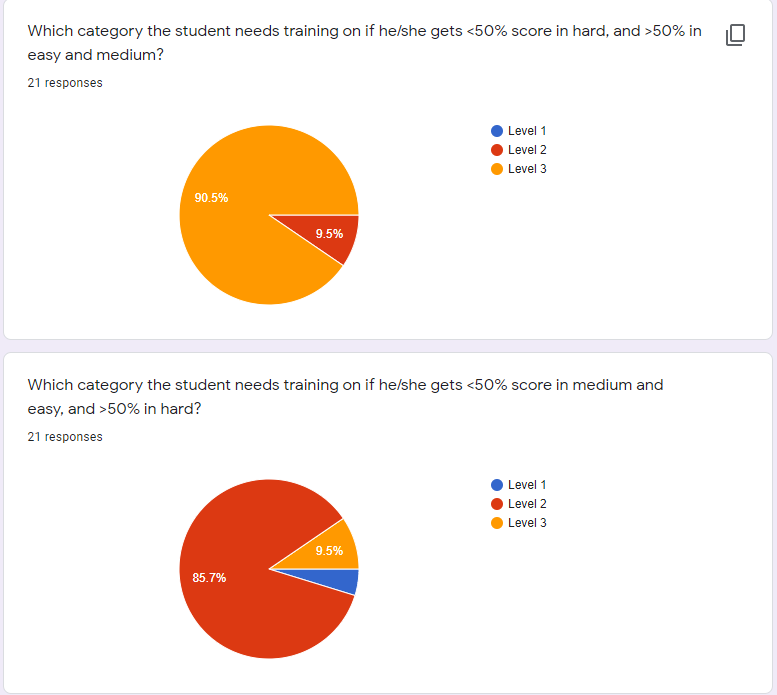 Which category the student needs training on if he/she gets <50% score in hard, and >50% in
easy and medium?
21 responses
Level 1
Level 2
Level 3
90.5%
9.5%
Which category the student needs training on if he/she gets <50% score in medium and
easy, and >50% in hard?
21 responses
Level 1
Level 2
Level 3
9.5%
85.7%